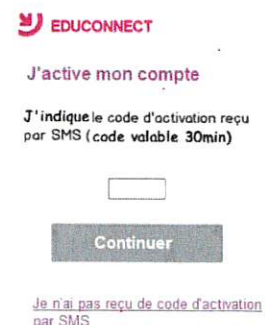 EDUCONNECT
J'active mon compte
J'indique le code d'activation reçu
par SMS (code valable 30min)
Continuer
Je n'ai pas reçu de code d'activation
par SMS